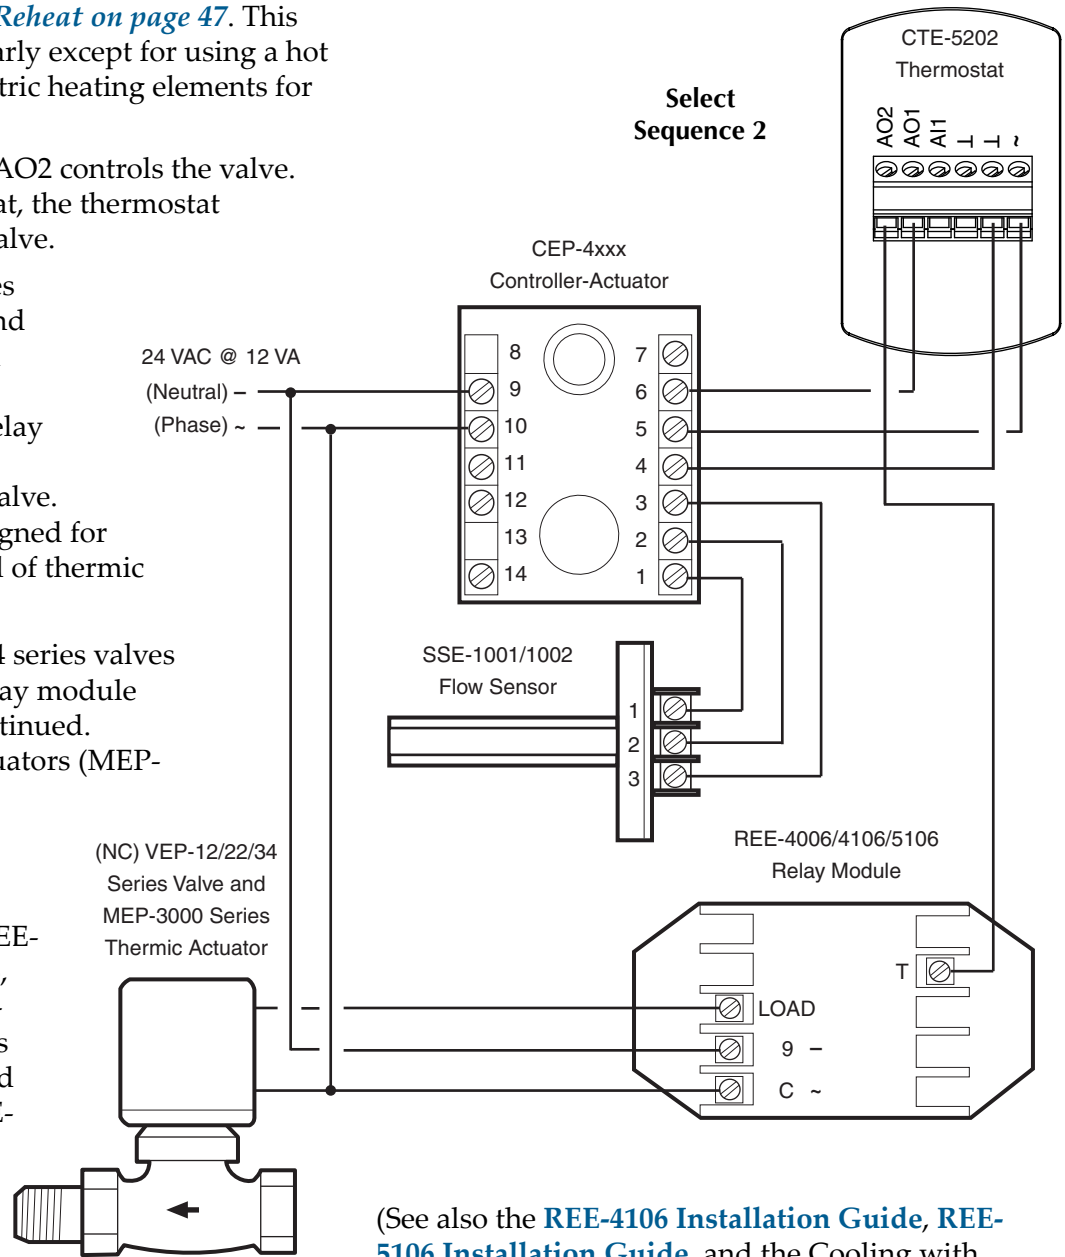 Reheat on page 47. This
arly except for using a hot
tric heating elements for
AO2 controls the valve.
at, the thermostat
alve.
es
nd
elay
alve.
gned for
l of thermic
4 series valves
ay module
tinued.
uators (MEP-
EE-
,
-
s
d
E-
Select
Sequence 2
CTE-5202
Thermostat
AO2
AO1
AI1
⊥
⊥
~
CEP-4xxx
Controller-Actuator
8
9
10
11
12
13
14
7
6
5
4
3
2
1
24 VAC @ 12 VA
(Neutral) –
(Phase) ~
SSE-1001/1002
Flow Sensor
1
2
3
(NC) VEP-12/22/34
Series Valve and
MEP-3000 Series
Thermic Actuator
REE-4006/4106/5106
Relay Module
T
LOAD
9 –
C ~
(See also the REE-4106 Installation Guide, REE-
5106 Installation Guide, and the Cooling with